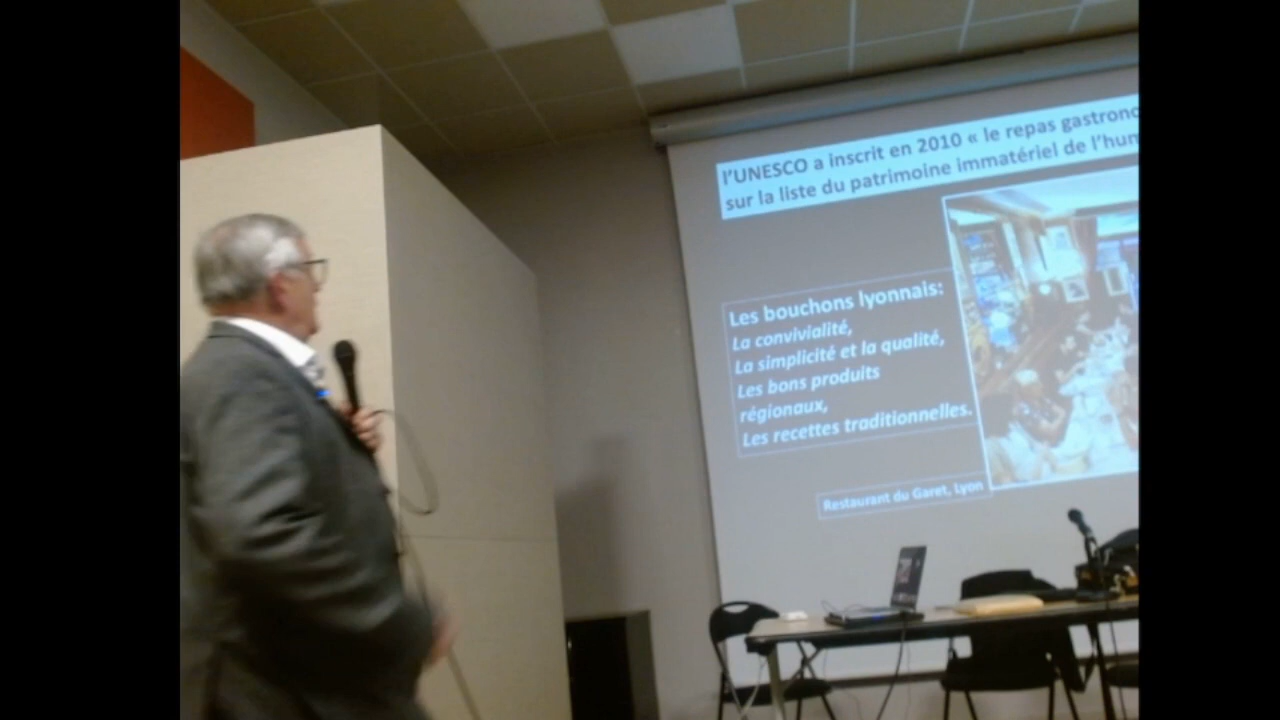 l'UNESCO a inscrit en 2010 « le repas gastrono
sur la liste du patrimoine immatériel de l'hum
Les bouchons lyonnais:
La convivialité,
La simplicité et la qualité,
Les bons produits
régionaux,
Les recettes traditionnelles.
Restaurant du Garet, Lyon